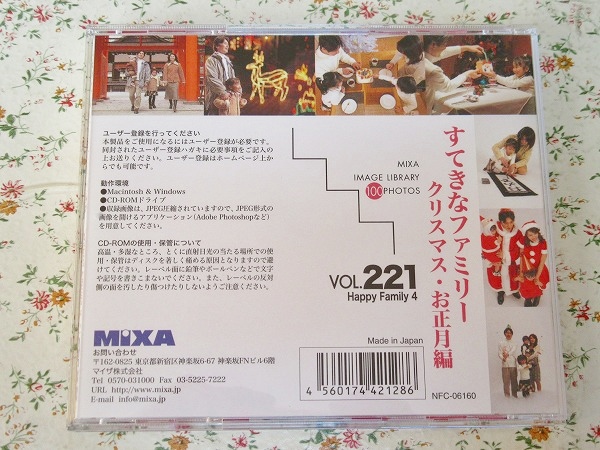 ユーザー登録を行ってください
本製品をご使用になるにはユーザー登録が必要です。
同封されたユーザー登録ハガキに必要事項をご記入の
上お送りください。ユーザー登録はホームページ上か
らでも可能です。
動作環境
●Macintosh & Windows
●CD-ROMドライブ
●収録画像は、JPEG圧縮されていますので、JPEG形式の
画像を開けるアプリケーション(Adobe Photoshopなど)
を用意してください。
CD-ROMの使用・保管について
高温・多湿なところ、とくに直射日光の当たる場所での使
用・保管はディスクを著しく痛める原因となりますので避
けてください。レーベル面に鉛筆やボールペンなどで文字
や記号を書きこまないでください。また、レーベルの反対
側の面を汚したり傷つけたりしないようご注意ください。
MIXA
お問い合わせ
〒162-0825 東京都新宿区神楽坂6-67 神楽坂FNビル6階
マイザ株式会社
Tel 0570-031000 Fax 03-5225-7222
URL http://www.mixa.jp
E-mail info@mixa.jp
MIXA
IMAGE LIBRARY
100PHOTOS
VOL.221
Happy Family 4
すてきなファミリー
クリスマス・お正月編
Made in Japan
4 560174 421286
NFC-06160